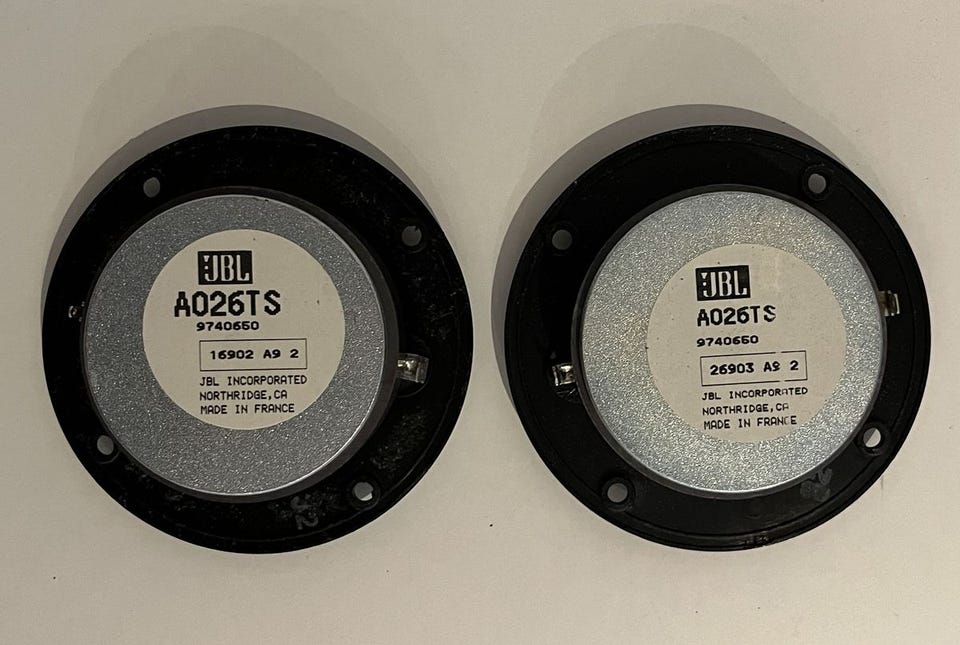 JBL
A026TS
9740650
16902 A9 2
JBL INCORPORATED
NORTHRIDGE,CA
MADE IN FRANCE
JBL
A026TS
9740650
26903 A9 2
JBL INCORPORATED
NORTHRIDGE,CA
MADE IN FRANCE